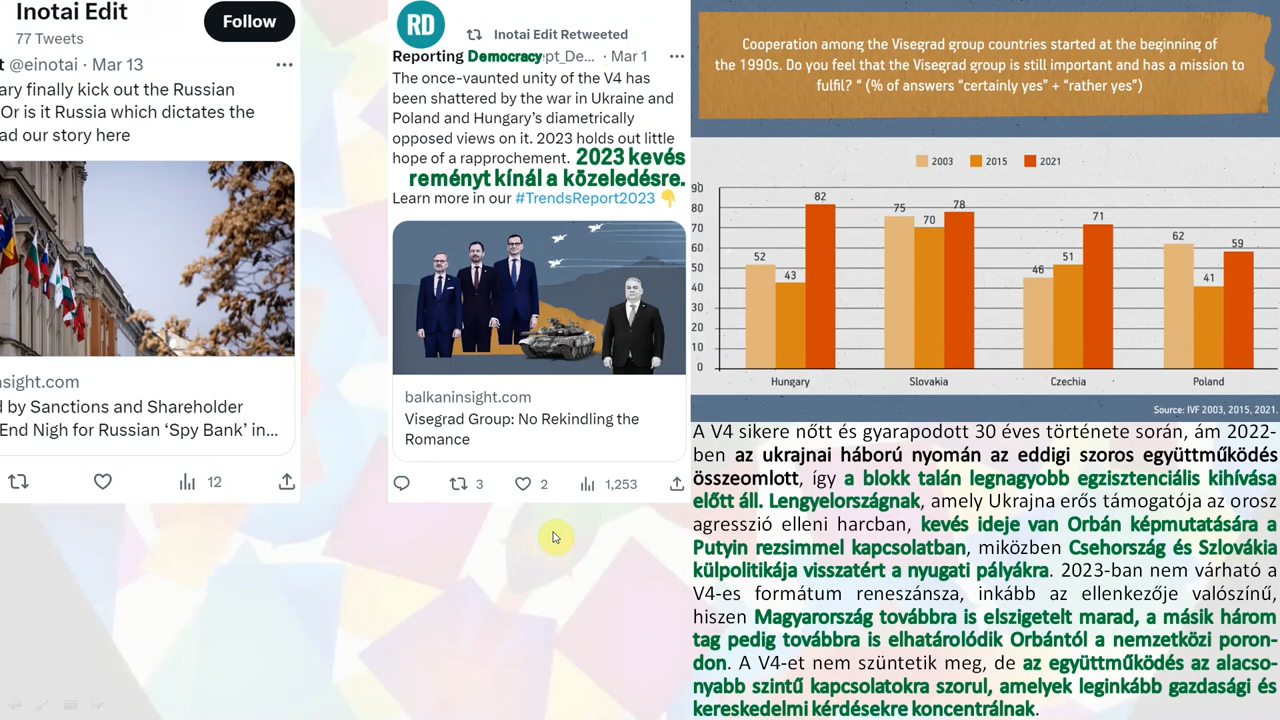 Inotai Edit
Follow
77 Tweets
t @einotai · Mar 13
ary finally kick out the Russian
Or is it Russia which dictates the
ad our story here
nsight.com
d by Sanctions and Shareholder
End Nigh for Russian ‘Spy Bank’ in...
12
RD
Inotai Edit Retweeted
Reporting Democracy pt_De... · Mar 1
The once-vaunted unity of the V4 has
been shattered by the war in Ukraine and
Poland and Hungary’s diametrically
opposed views on it. 2023 holds out little
hope of a rapprochement. 2023 kevés
reményt kínál a közeledésre.
Learn more in our #TrendsReport2023
balkaninsight.com
Visegrad Group: No Rekindling the
Romance
3 2 1,253
Cooperation among the Visegrad group countries started at the beginning of
the 1990s. Do you feel that the Visegrad group is still important and has a mission to
fulfil? “ (% of answers “certainly yes” + “rather yes”)
2003 2015 2021
90
80
70
60
50
40
30
20
10
0
52 43 82
75 70 78
46 51 71
62 41 59
Hungary Slovakia Czechia Poland
Source: IVF 2003, 2015, 2021.
A V4 sikere nőtt és gyarapodott 30 éves története során, ám 2022-
ben az ukrajnai háború nyomán az eddigi szoros együttműködés
összeomlott, így a blokk talán legnagyobb egzisztenciális kihívása
előtt áll. Lengyelországnak, amely Ukrajna erős támogatója az orosz
agresszió elleni harcban, kevés ideje van Orbán képmutatására a
Putyin rezsimmel kapcsolatban, miközben Csehország és Szlovákia
külpolitikája visszatért a nyugati pályákra. 2023-ban nem várható a
V4-es formátum reneszánsza, inkább az ellenkezője valószínű,
hiszen Magyarország továbbra is elszigetelt marad, a másik három
tag pedig továbbra is elhatárolódik Orbántól a nemzetközi poron-
don. A V4-et nem szüntetik meg, de az együttműködés az alacso-
nyabb szintű kapcsolatokra szorul, amelyek leginkább gazdasági és
kereskedelmi kérdésekre koncentrálnak.